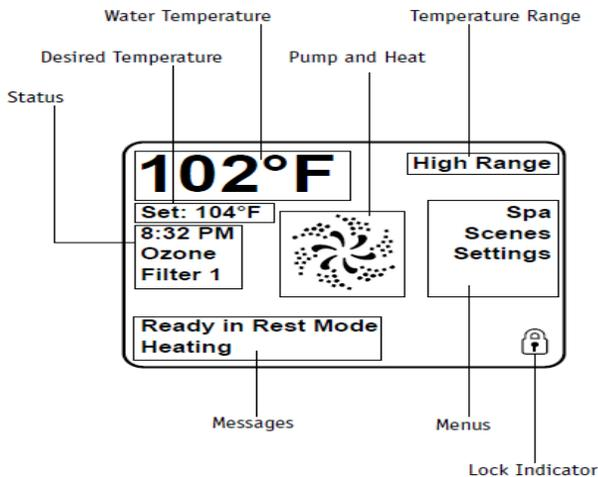 Water Temperature
Temperature Range
Desired Temperature
Pump and Heat
Status
102°F
High Range
Set: 104°F
8:32 PM
Ozone
Filter 1
Spa
Scenes
Settings
Ready in Rest Mode
Heating
Messages
Menus
Lock Indicator